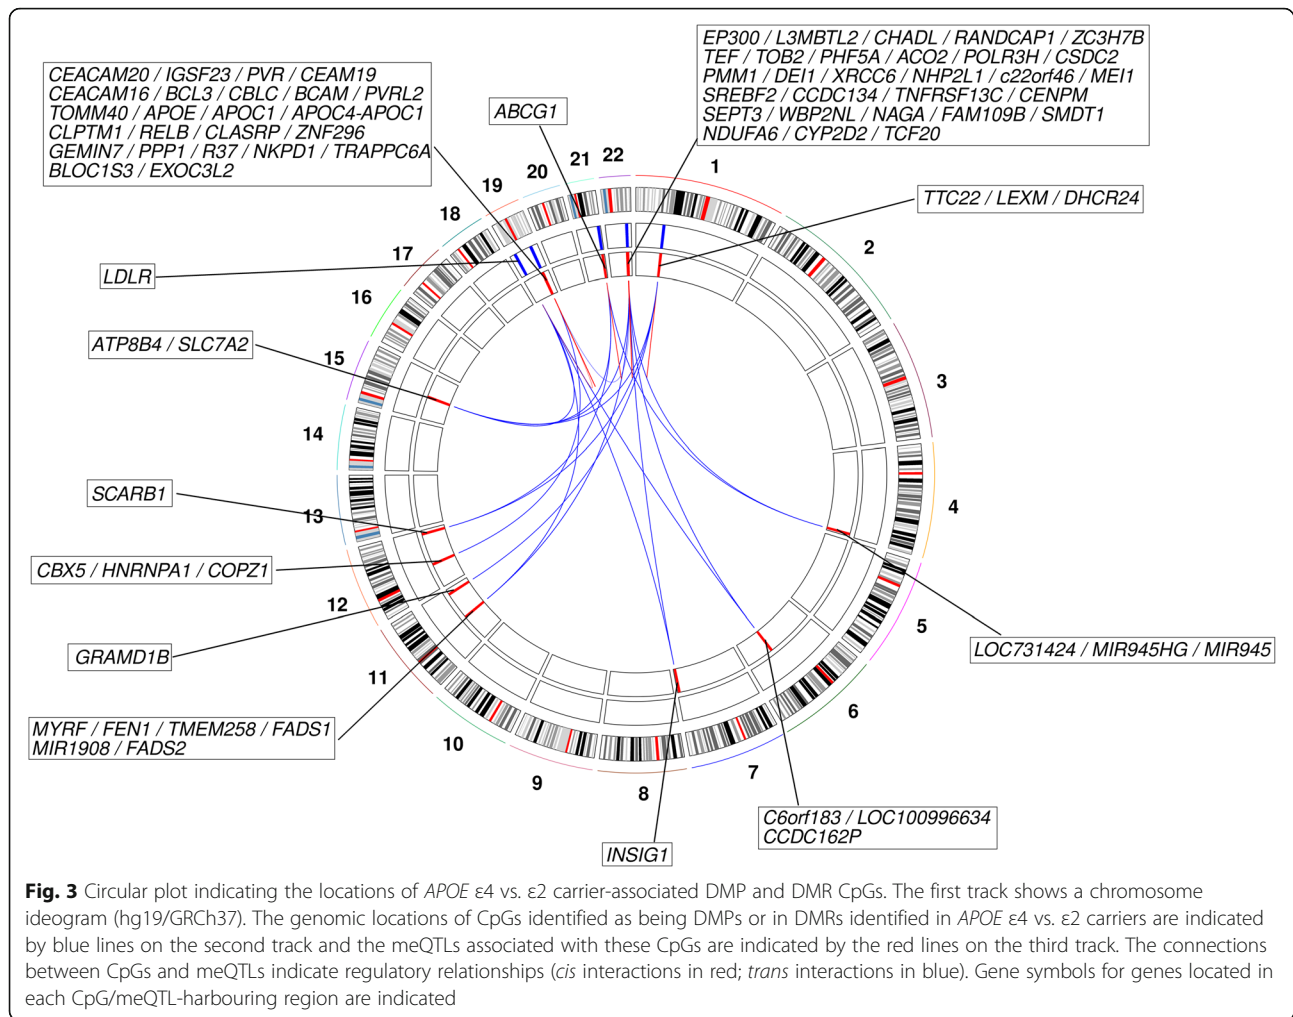 EP300 / L3MBTL2 / CHADL / RANDCAP1 / ZC3H7B
TEF / TOB2 / PHF5A / ACO2 / POLR3H / CSDC2
PMM1 / DEI1 / XRCC6 / NHP2L1 / c22orf46 / MEI1
SREBF2 / CCDC134 / TNFRSF13C / CENPM
SEPT3 / WBP2NL / NAGA / FAM109B / SMDT1
NDUFA6 / CYP2D2 / TCF20
CEACAM20 / IGSF23 / PVR / CEAM19
CEACAM16 / BCL3 / CBLC / BCAM / PVRL2
TOMM40 / APOE / APOC1 / APOC4-APOC1
CLPTM1 / RELB / CLASRP / ZNF296
GEMIN7 / PPP1 / R37 / NKPD1 / TRAPPC6A
BLOC1S3 / EXOC3L2
ABCG1
TTC22 / LEXM / DHCR24
LDLR
ATP8B4 / SLC7A2
SCARB1
CBX5 / HNRNPA1 / COPZ1
GRAMD1B
MYRF / FEN1 / TMEM258 / FADS1
MIR1908 / FADS2
INSIG1
C6orf183 / LOC100996634
CCDC162P
LOC731424 / MIR945HG / MIR945
1
2
3
4
5
6
7
8
9
10
11
12
13
14
15
16
17
18
19
20
21
22
Fig. 3 Circular plot indicating the locations of APOE ε4 vs. ε2 carrier-associated DMP and DMR CpGs. The first track shows a chromosome
ideogram (hg19/GRCh37). The genomic locations of CpGs identified as being DMPs or in DMRs identified in APOE ε4 vs. ε2 carriers are indicated
by blue lines on the second track and the meQTLs associated with these CpGs are indicated by the red lines on the third track. The connections
between CpGs and meQTLs indicate regulatory relationships (cis interactions in red; trans interactions in blue). Gene symbols for genes located in
each CpG/meQTL-harbouring region are indicated